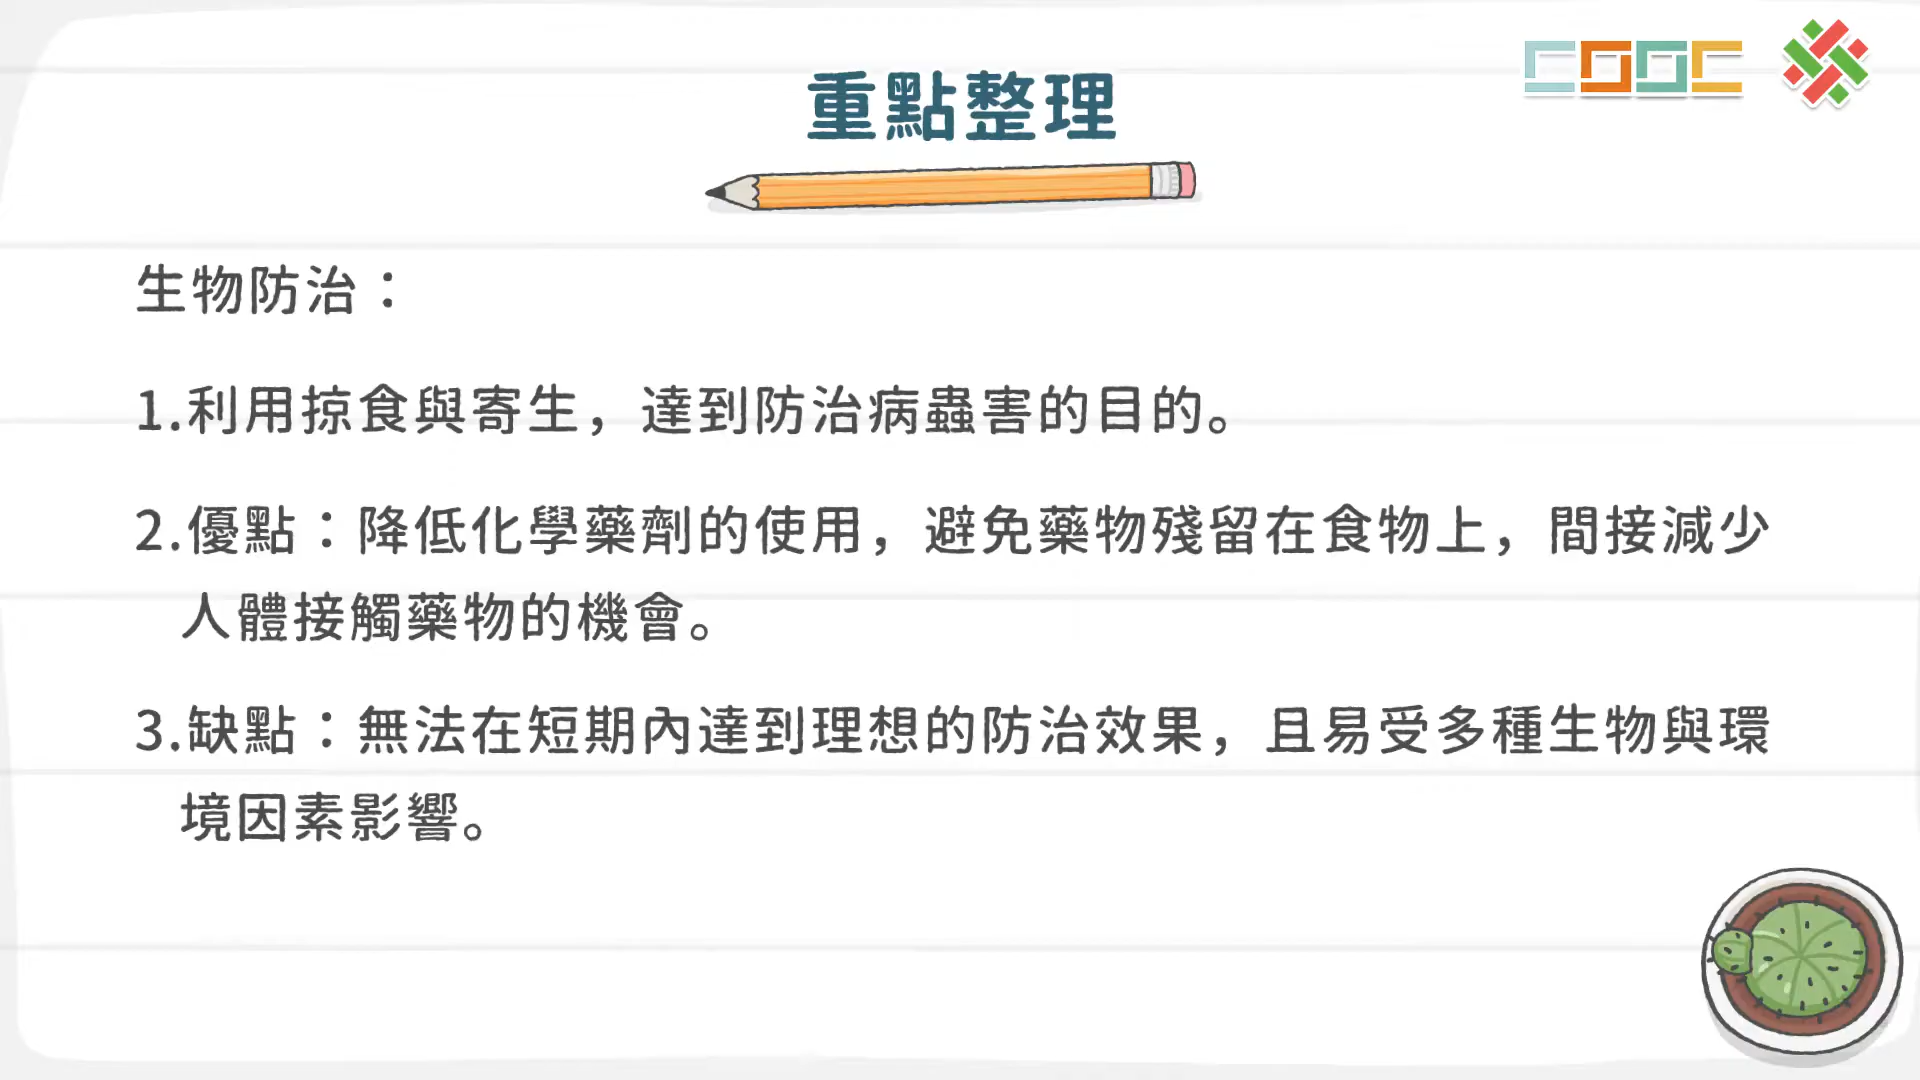 COOC
重點整理
生物防治：
1.利用掠食與寄生，達到防治病蟲害的目的。
2.優點：降低化學藥劑的使用，避免藥物殘留在食物上，間接減少
人體接觸藥物的機會。
3.缺點：無法在短期內達到理想的防治效果，且易受多種生物與環
境因素影響。